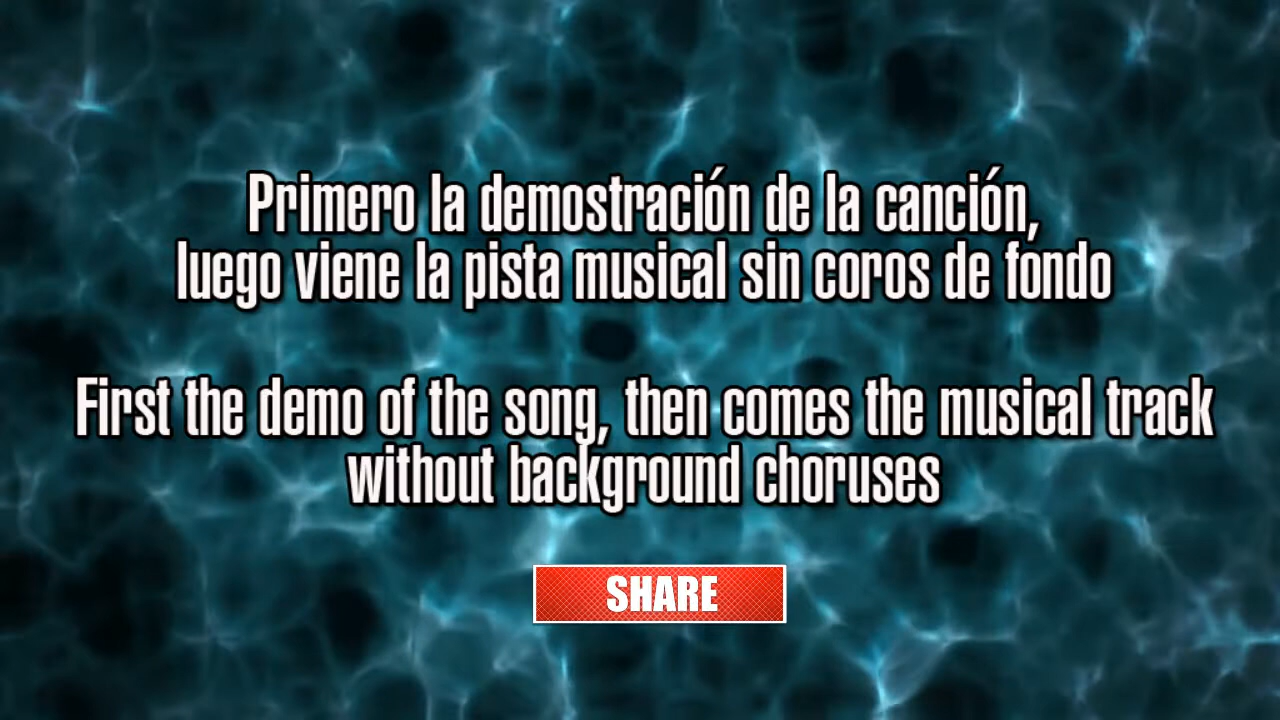 Primero la demostración de la canción,
luego viene la pista musical sin coros de fondo
First the demo of the song, then comes the musical track
without background choruses
SHARE